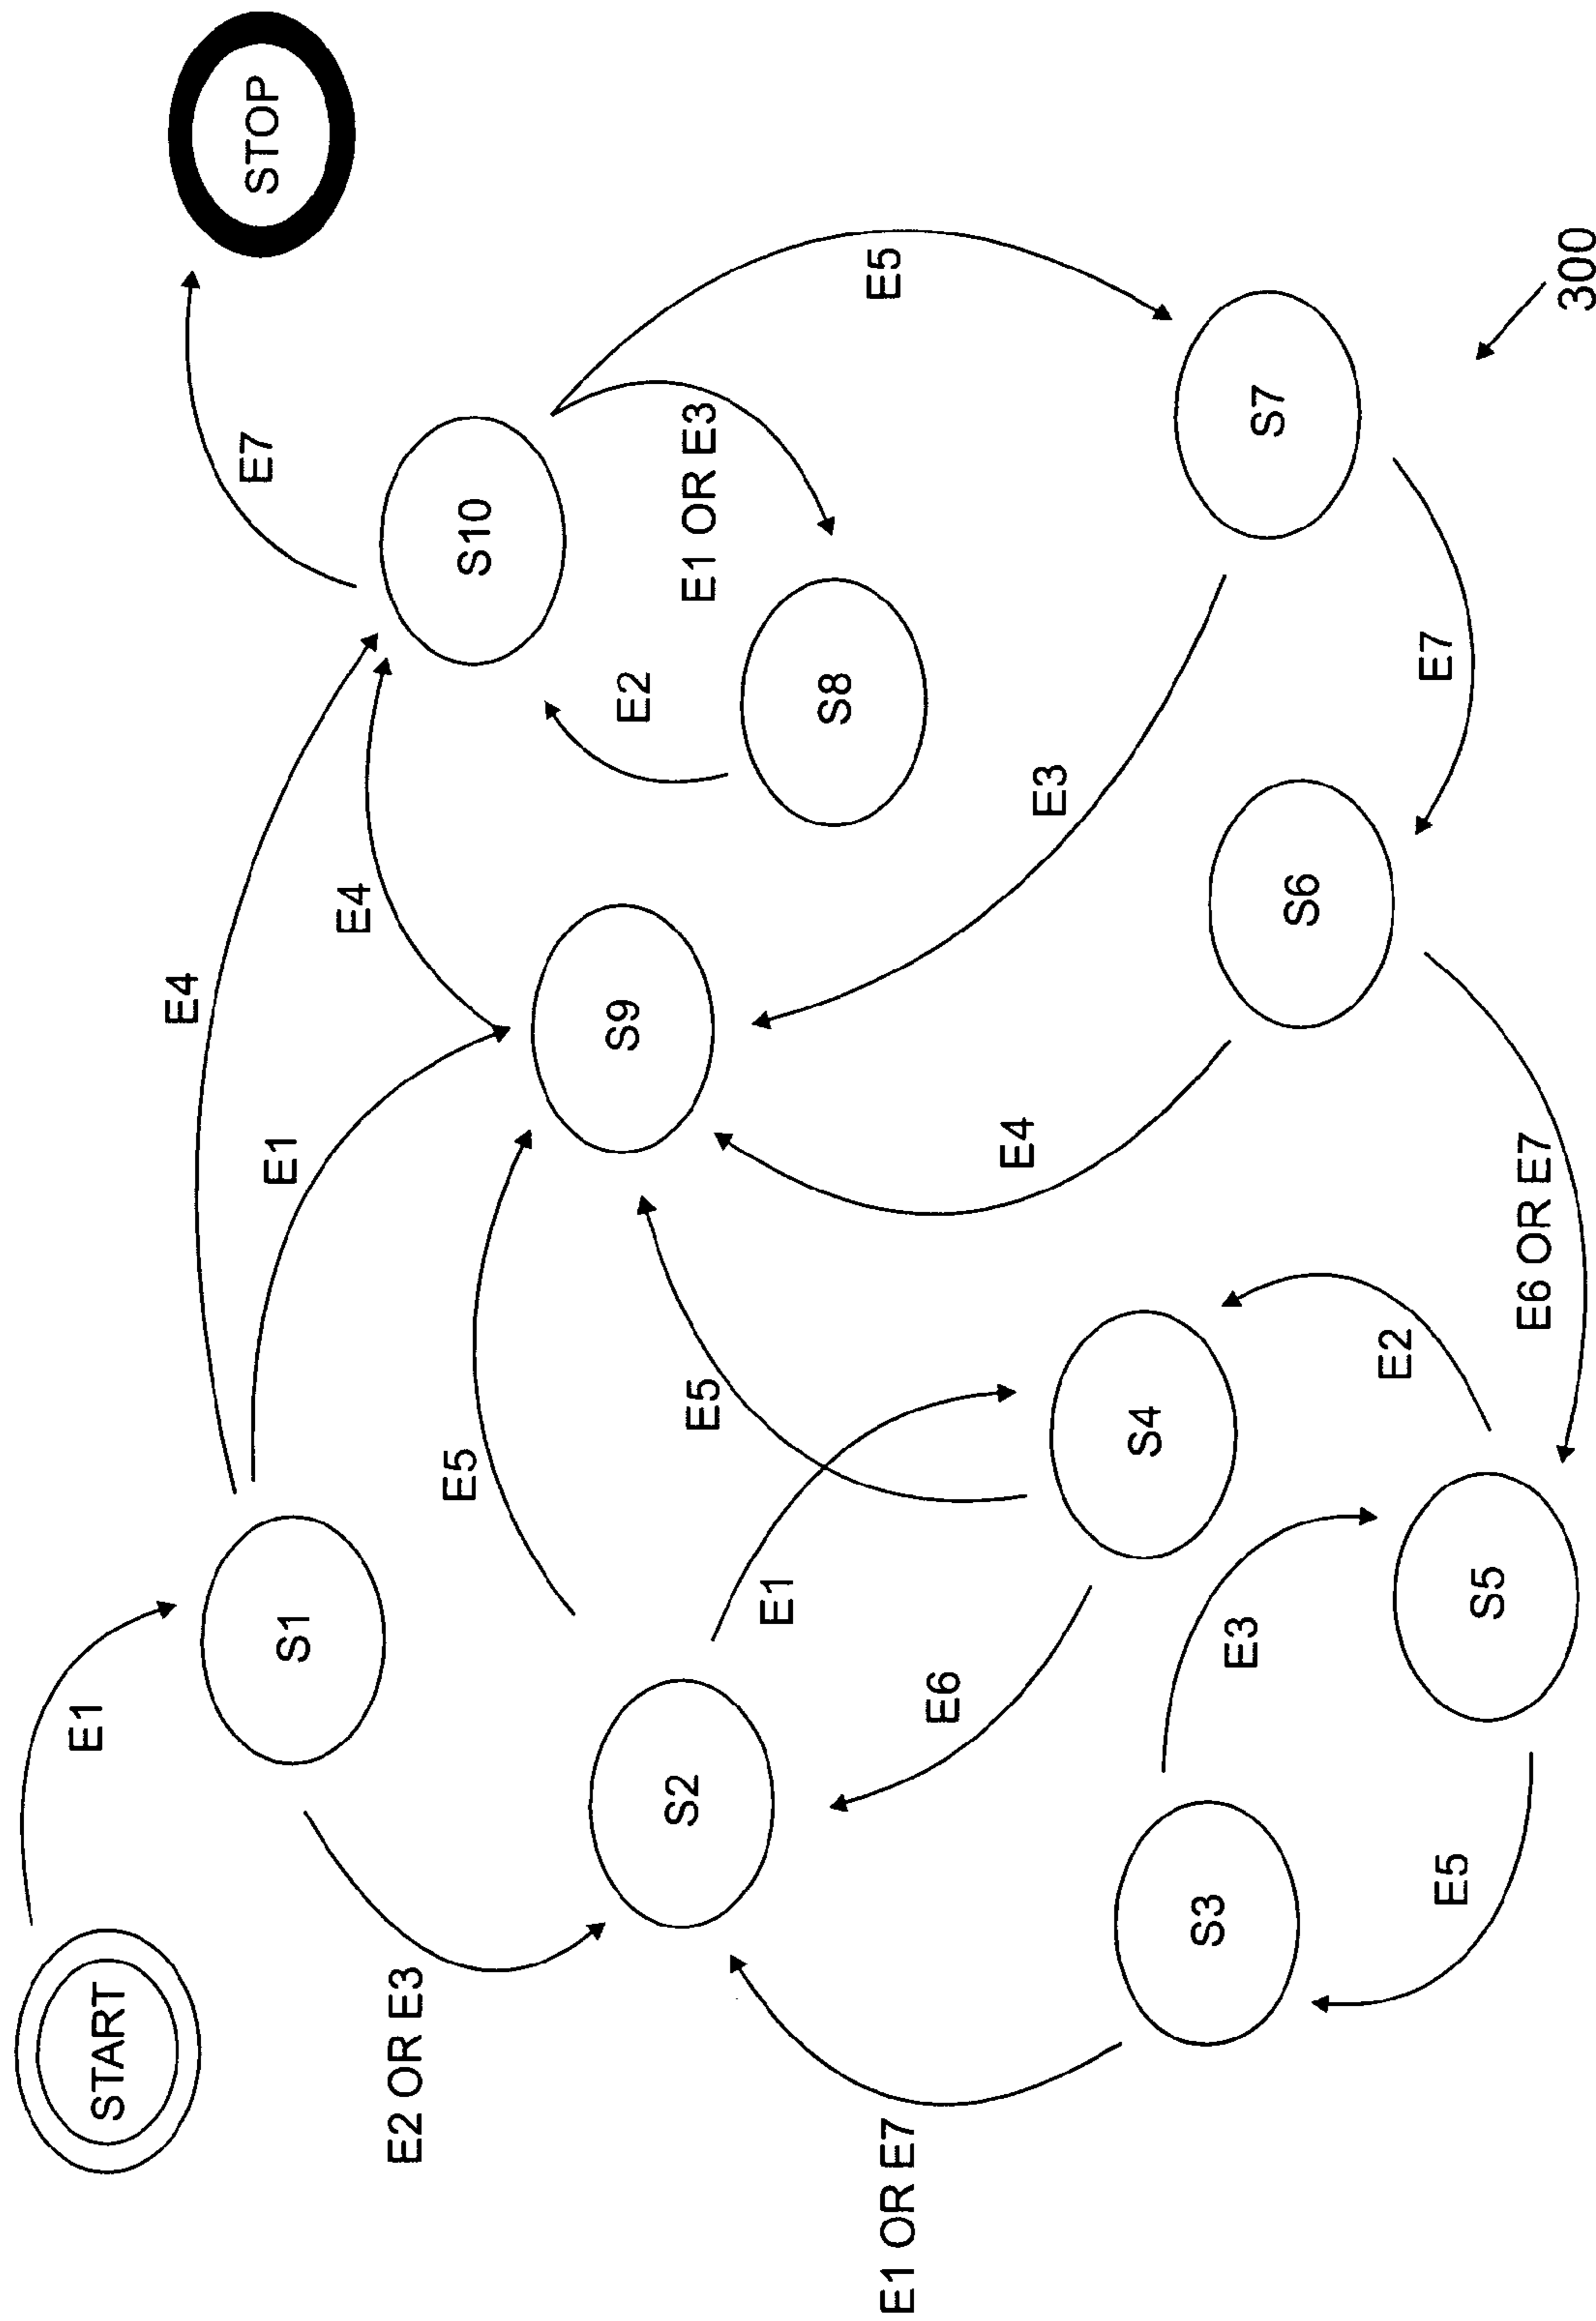 START
E1
S1
E4
E7
STOP
E2 OR E3
E1
E4
S10
E5
S9
E2
E1 OR E3
E5
S2
E5
S8
E1 OR E7
E6
E1
E4
E3
S3
E3
S4
S6
S7
E5
S5
E2
E6 OR E7
E7
300